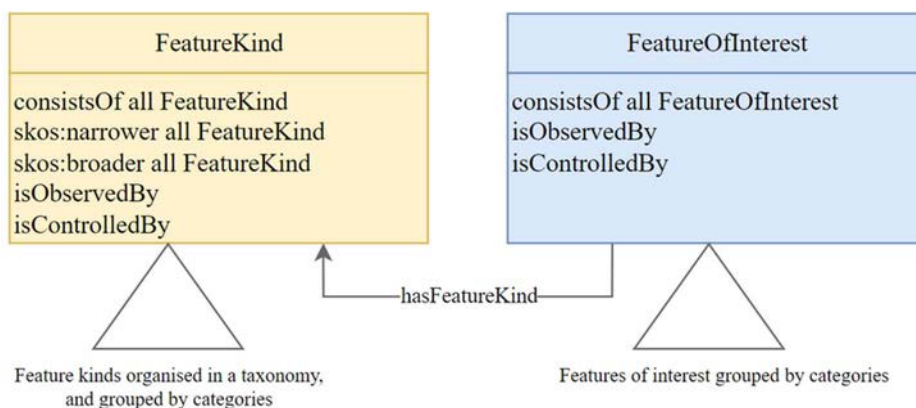 FeatureKind
consistsOf all FeatureKind
skos:narrower all FeatureKind
skos:broader all FeatureKind
isObservedBy
isControlledBy
FeatureOfInterest
consistsOf all FeatureOfInterest
isObservedBy
isControlledBy
hasFeatureKind
Feature kinds organised in a taxonomy,
and grouped by categories
Features of interest grouped by categories